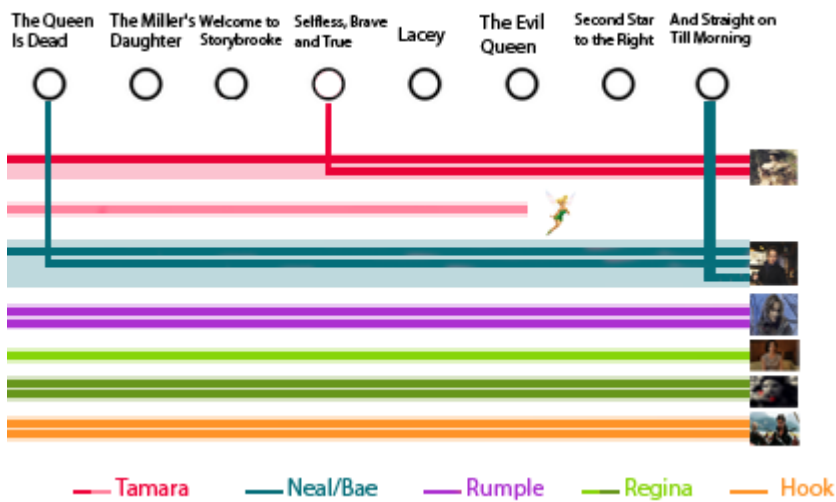 The Queen
Is Dead
The Miller's
Daughter
Welcome to
Storybrooke
Selfless, Brave
and True
Lacey
The Evil
Queen
Second Star
to the Right
And Straight on
Till Morning
Tamara
Neal/Bae
Rumple
Regina
Hook